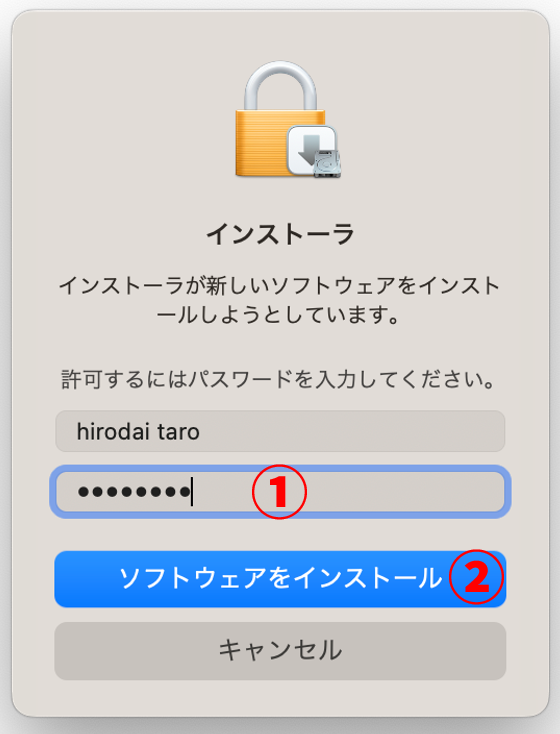 インストーラ
インストーラが新しいソフトウェアをインスト
ールしようとしています。
許可するにはパスワードを入力してください。
hirodai taro
●●●●●●●●
①
ソフトウェアをインストール
②
キャンセル